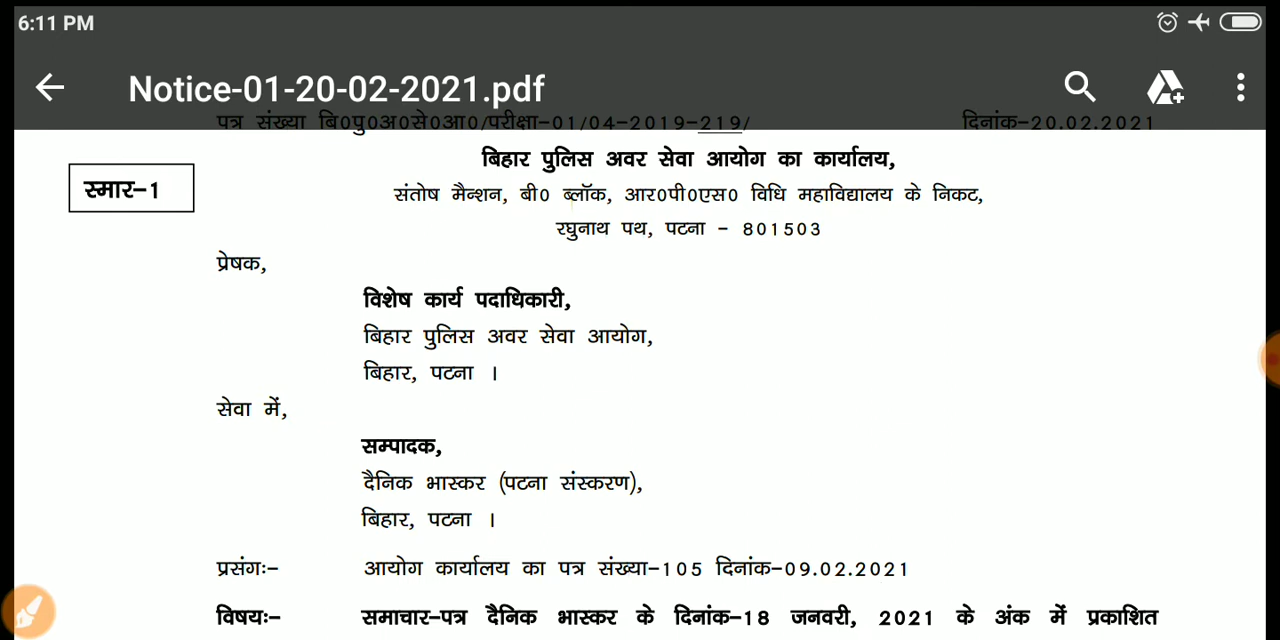 6:11 PM
Notice-01-20-02-2021.pdf
पत्र संख्या बि0पु0अ0से0आ0/परीक्षा-01/04-2019-219/ दिनांक-20.02.2021
बिहार पुलिस अवर सेवा आयोग का कार्यालय,
स्मार-1
संतोष मैन्शन, बी0 ब्लॉक, आर0पी0एस0 विधि महाविद्यालय के निकट,
रघुनाथ पथ, पटना - 801503
प्रेषक,
विशेष कार्य पदाधिकारी,
बिहार पुलिस अवर सेवा आयोग,
बिहार, पटना ।
सेवा में,
सम्पादक,
दैनिक भास्कर (पटना संस्करण),
बिहार, पटना ।
प्रसंगः- आयोग कार्यालय का पत्र संख्या-105 दिनांक-09.02.2021
विषयः- समाचार-पत्र दैनिक भास्कर के दिनांक-18 जनवरी, 2021 के अंक में प्रकाशित